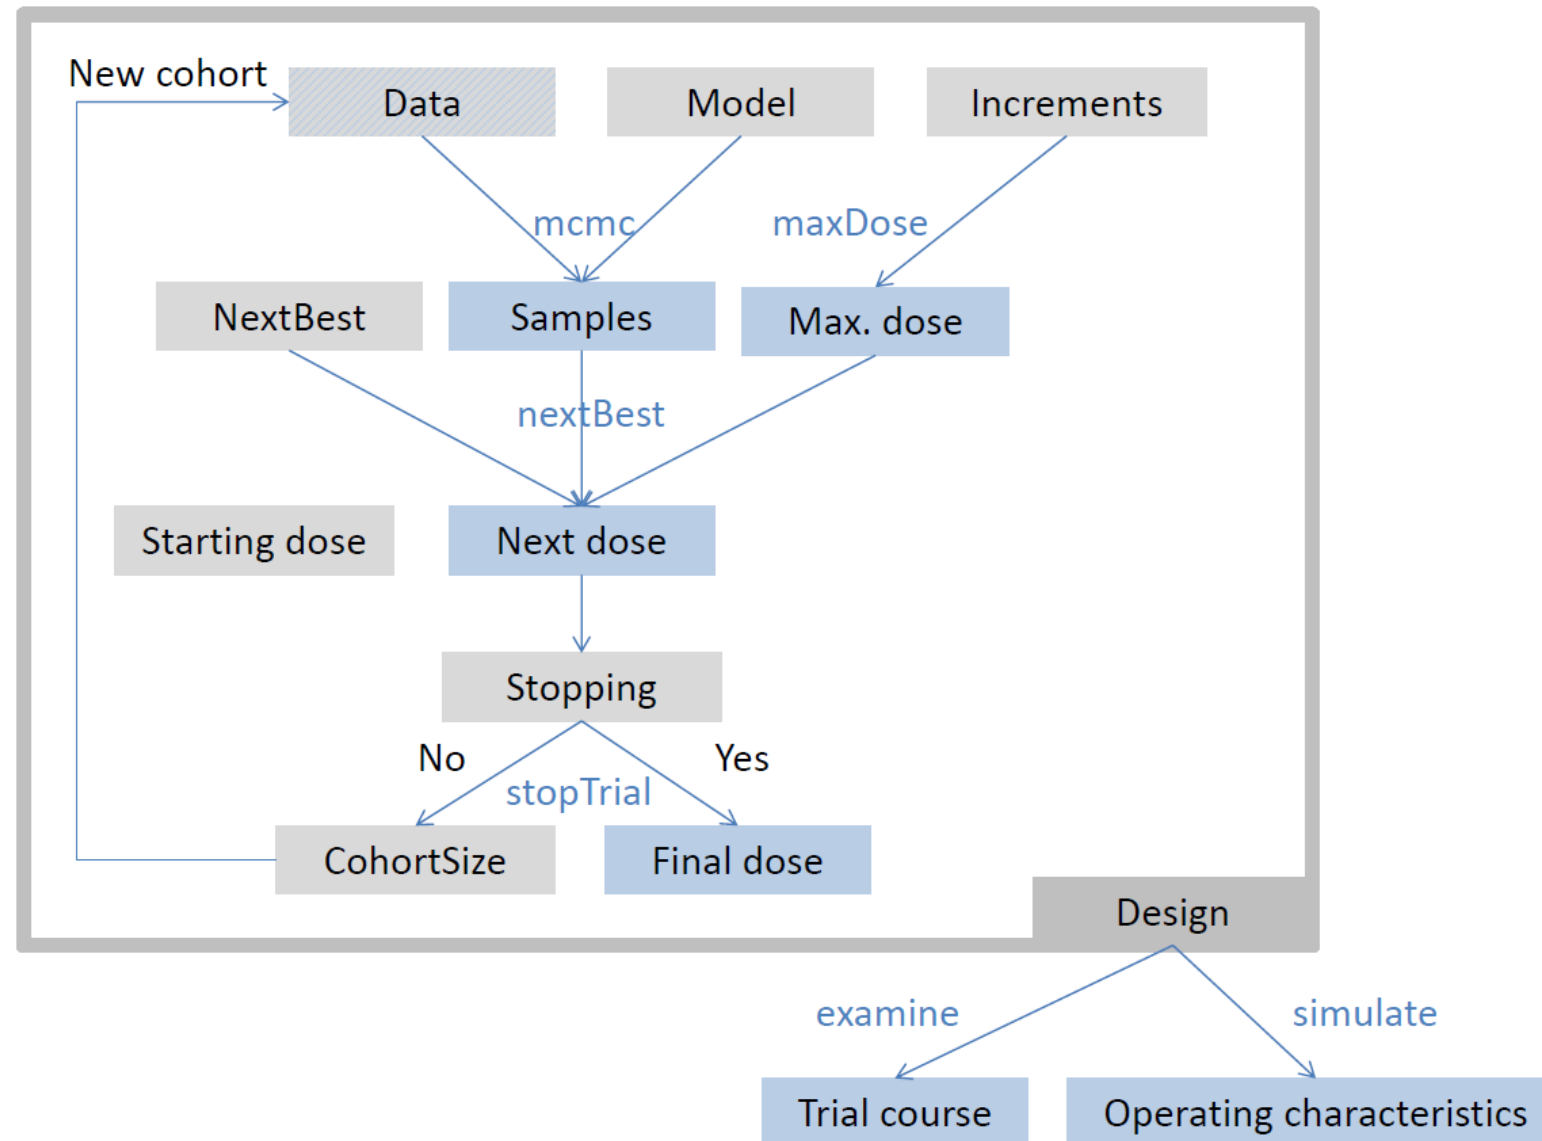 New cohort
Data
Model
Increments
mcmc
maxDose
NextBest
Samples
Max. dose
nextBest
Starting dose
Next dose
Stopping
No
Yes
stopTrial
CohortSize
Final dose
Design
examine
simulate
Trial course
Operating characteristics